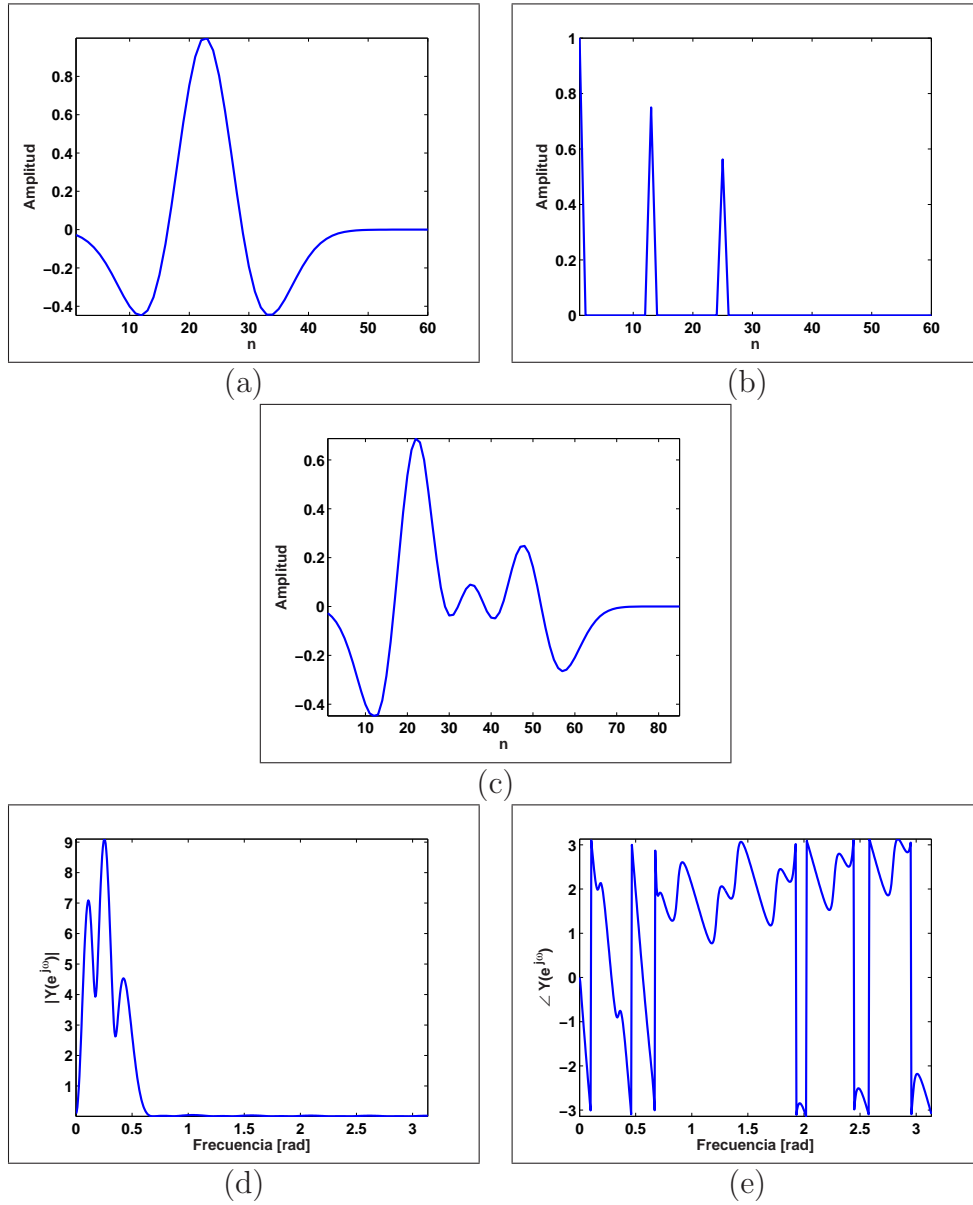 Amplitud
0.8
0.6
0.4
0.2
0
−0.2
−0.4
10 20 30 40 50 60
n
(a)
Amplitud
1
0.8
0.6
0.4
0.2
0
10 20 30 40 50 60
n
(b)
Amplitud
0.6
0.4
0.2
0
−0.2
−0.4
10 20 30 40 50 60 70 80
n
(c)
|Y(e^{jω})|
9
8
7
6
5
4
3
2
1
0 0.5 1 1.5 2 2.5 3
Frecuencia [rad]
(d)
∠ Y(e^{jω})
3
2
1
0
−1
−2
−3
0 0.5 1 1.5 2 2.5 3
Frecuencia [rad]
(e)